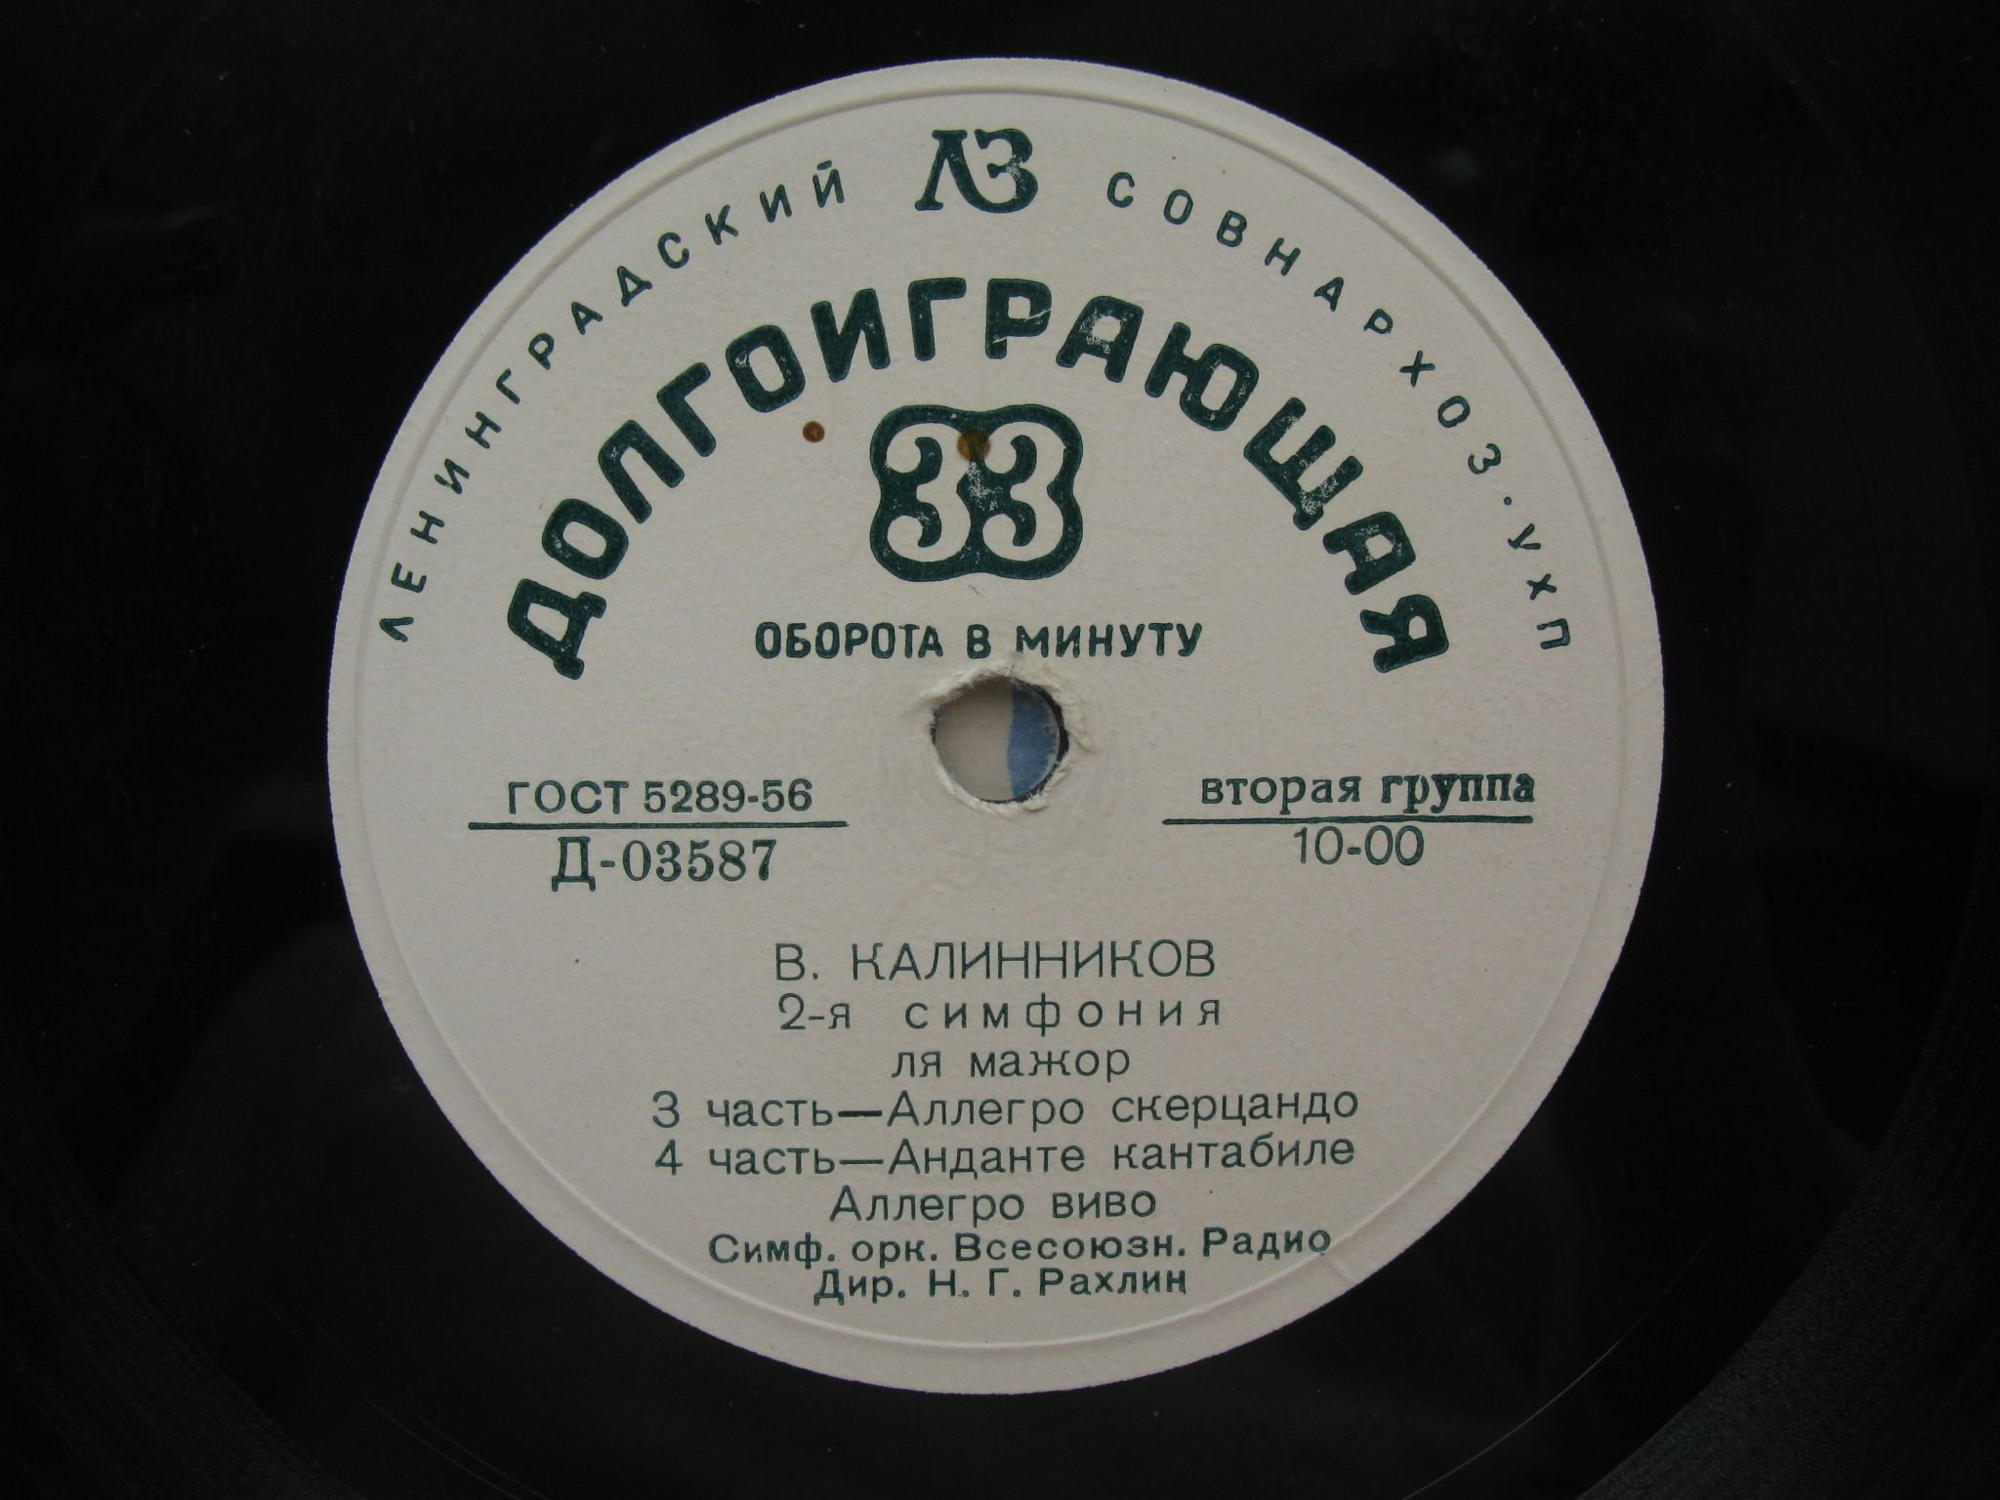 ЛЕНИНГРАДСКИЙ ЛЗ СОВНАРХОЗ·УХП
ДОЛГОИГРАЮЩАЯ
33
ОБОРОТА В МИНУТУ
ГОСТ 5289-56
Д-03587
вторая группа
10-00
В. КАЛИННИКОВ
2-я симфония
ля мажор
3 часть—Аллегро скерцандо
4 часть—Анданте кантабиле
Аллегро виво
Симф. орк. Всесоюзн. Радио
Дир. Н. Г. Рахлин